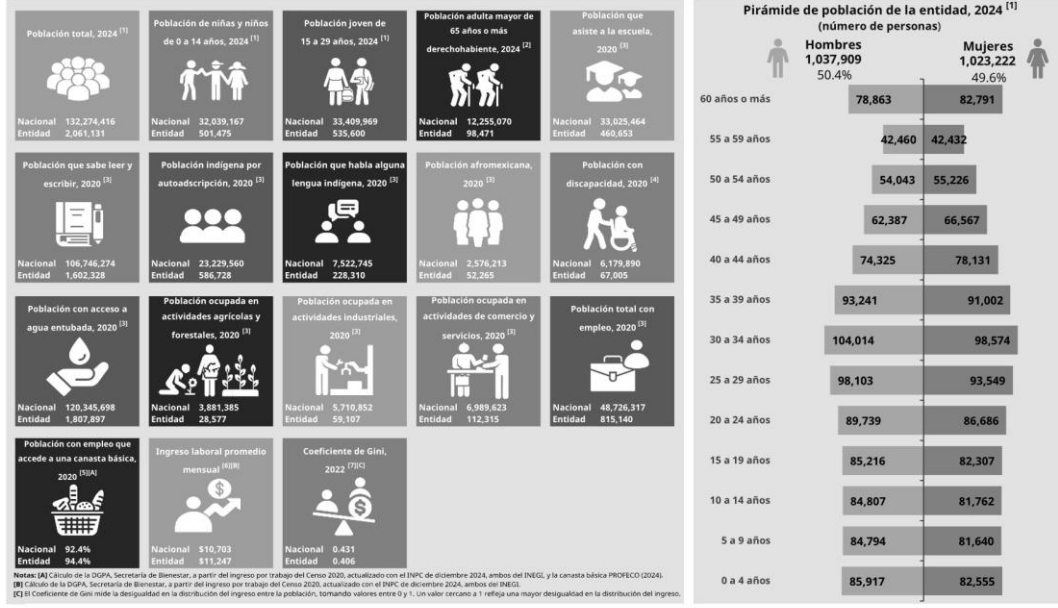 Población total, 2024 [1]
Nacional 132,274,416
Entidad 2,061,131
Población de niñas y niños
de 0 a 14 años, 2024 [1]
Nacional 32,039,167
Entidad 501,475
Población joven de
15 a 29 años, 2024 [1]
Nacional 33,409,969
Entidad 535,600
Población adulta mayor de
65 años o más
derechohabiente, 2024 [2]
Nacional 12,255,070
Entidad 98,471
Población que
asiste a la escuela,
2020 [3]
Nacional 33,025,464
Entidad 460,653
Población que sabe leer y
escribir, 2020 [3]
Nacional 106,746,274
Entidad 1,602,328
Población indígena por
autoadscripción, 2020 [3]
Nacional 23,229,560
Entidad 586,728
Población que habla alguna
lengua indígena, 2020 [3]
Nacional 7,522,745
Entidad 228,310
Población afromexicana,
2020 [3]
Nacional 2,576,213
Entidad 52,265
Población con
discapacidad, 2020 [4]
Nacional 6,179,890
Entidad 67,005
Población con acceso a
agua entubada, 2020 [3]
Nacional 120,345,698
Entidad 1,807,897
Población ocupada en
actividades agrícolas y
forestales, 2020 [3]
Nacional 3,881,385
Entidad 28,577
Población ocupada en
actividades industriales,
2020 [3]
Nacional 5,710,852
Entidad 59,107
Población ocupada en
actividades de comercio y
servicios, 2020 [3]
Nacional 6,989,623
Entidad 112,315
Población total con
empleo, 2020 [3]
Nacional 48,726,317
Entidad 815,140
Población con empleo que
accede a una canasta básica,
2020 [5][A]
Nacional 92.4%
Entidad 94.4%
Ingreso laboral promedio
mensual [6][B]
Nacional $10,703
Entidad $11,247
Coeficiente de Gini,
2022 [7][C]
Nacional 0.431
Entidad 0.406
Notas: [A] Cálculo de la DGPA, Secretaría de Bienestar, a partir del ingreso por trabajo del Censo 2020, actualizado con el INPC de diciembre 2024, ambos del INEGI, y la canasta básica PROFECO (2024).
[B] Cálculo de la DGPA, Secretaría de Bienestar, a partir del ingreso por trabajo del Censo 2020, actualizado con el INPC de diciembre 2024, ambos del INEGI.
[C] El Coeficiente de Gini mide la desigualdad en la distribución del ingreso entre la población, tomando valores entre 0 y 1. Un valor cercano a 1 refleja una mayor desigualdad en la distribución del ingreso.
Pirámide de población de la entidad, 2024 [1]
(número de personas)
Hombres
1,037,909
50.4%
Mujeres
1,023,222
49.6%
60 años o más 78,863 82,791
55 a 59 años 42,460 42,432
50 a 54 años 54,043 55,226
45 a 49 años 62,387 66,567
40 a 44 años 74,325 78,131
35 a 39 años 93,241 91,002
30 a 34 años 104,014 98,574
25 a 29 años 98,103 93,549
20 a 24 años 89,739 86,686
15 a 19 años 85,216 82,307
10 a 14 años 84,807 81,762
5 a 9 años 84,794 81,640
0 a 4 años 85,917 82,555